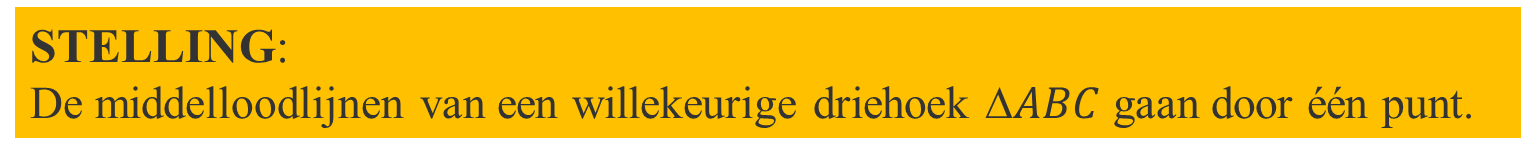 STELLING:
De middelloodlijnen van een willekeurige driehoek Δ𝐴𝐵𝐶 gaan door één punt.